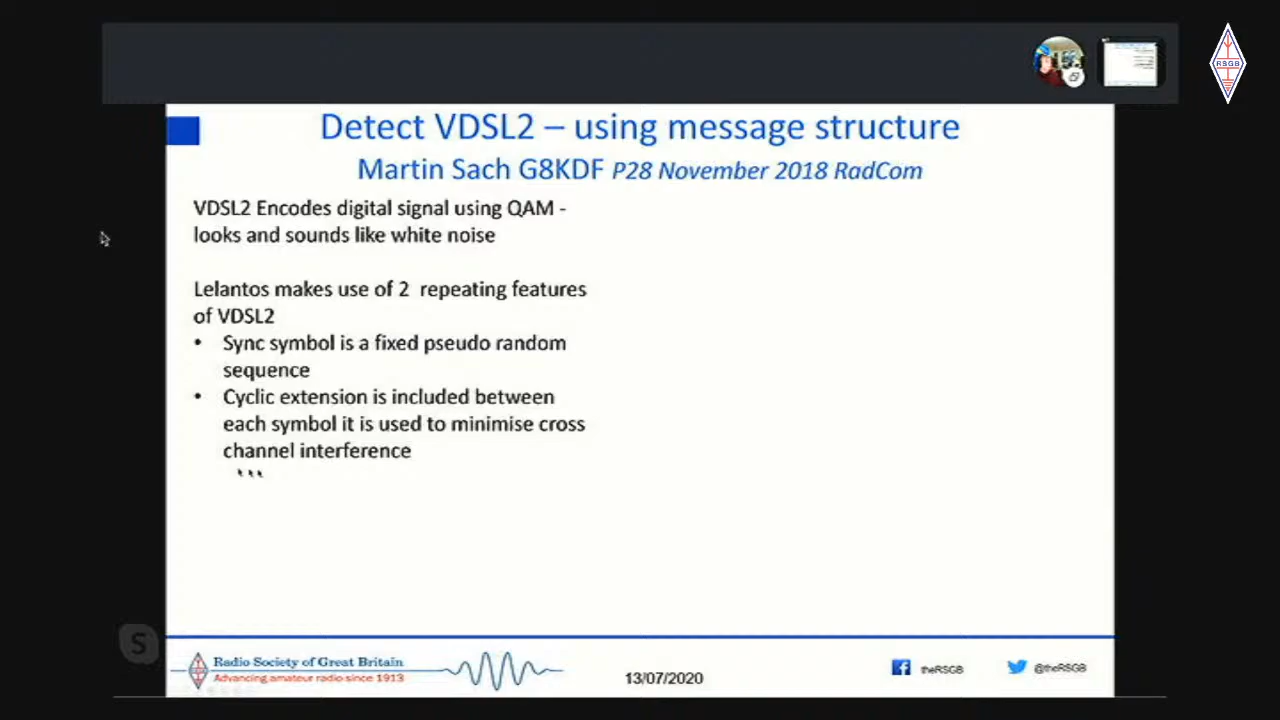 RSGB
Detect VDSL2 – using message structure
Martin Sach G8KDF P28 November 2018 RadCom
VDSL2 Encodes digital signal using QAM -
looks and sounds like white noise
Lelantos makes use of 2 repeating features
of VDSL2
• Sync symbol is a fixed pseudo random
sequence
• Cyclic extension is included between
each symbol it is used to minimise cross
channel interference
S
Radio Society of Great Britain
Advancing amateur radio since 1913
13/07/2020
theRSGB
@theRSGB